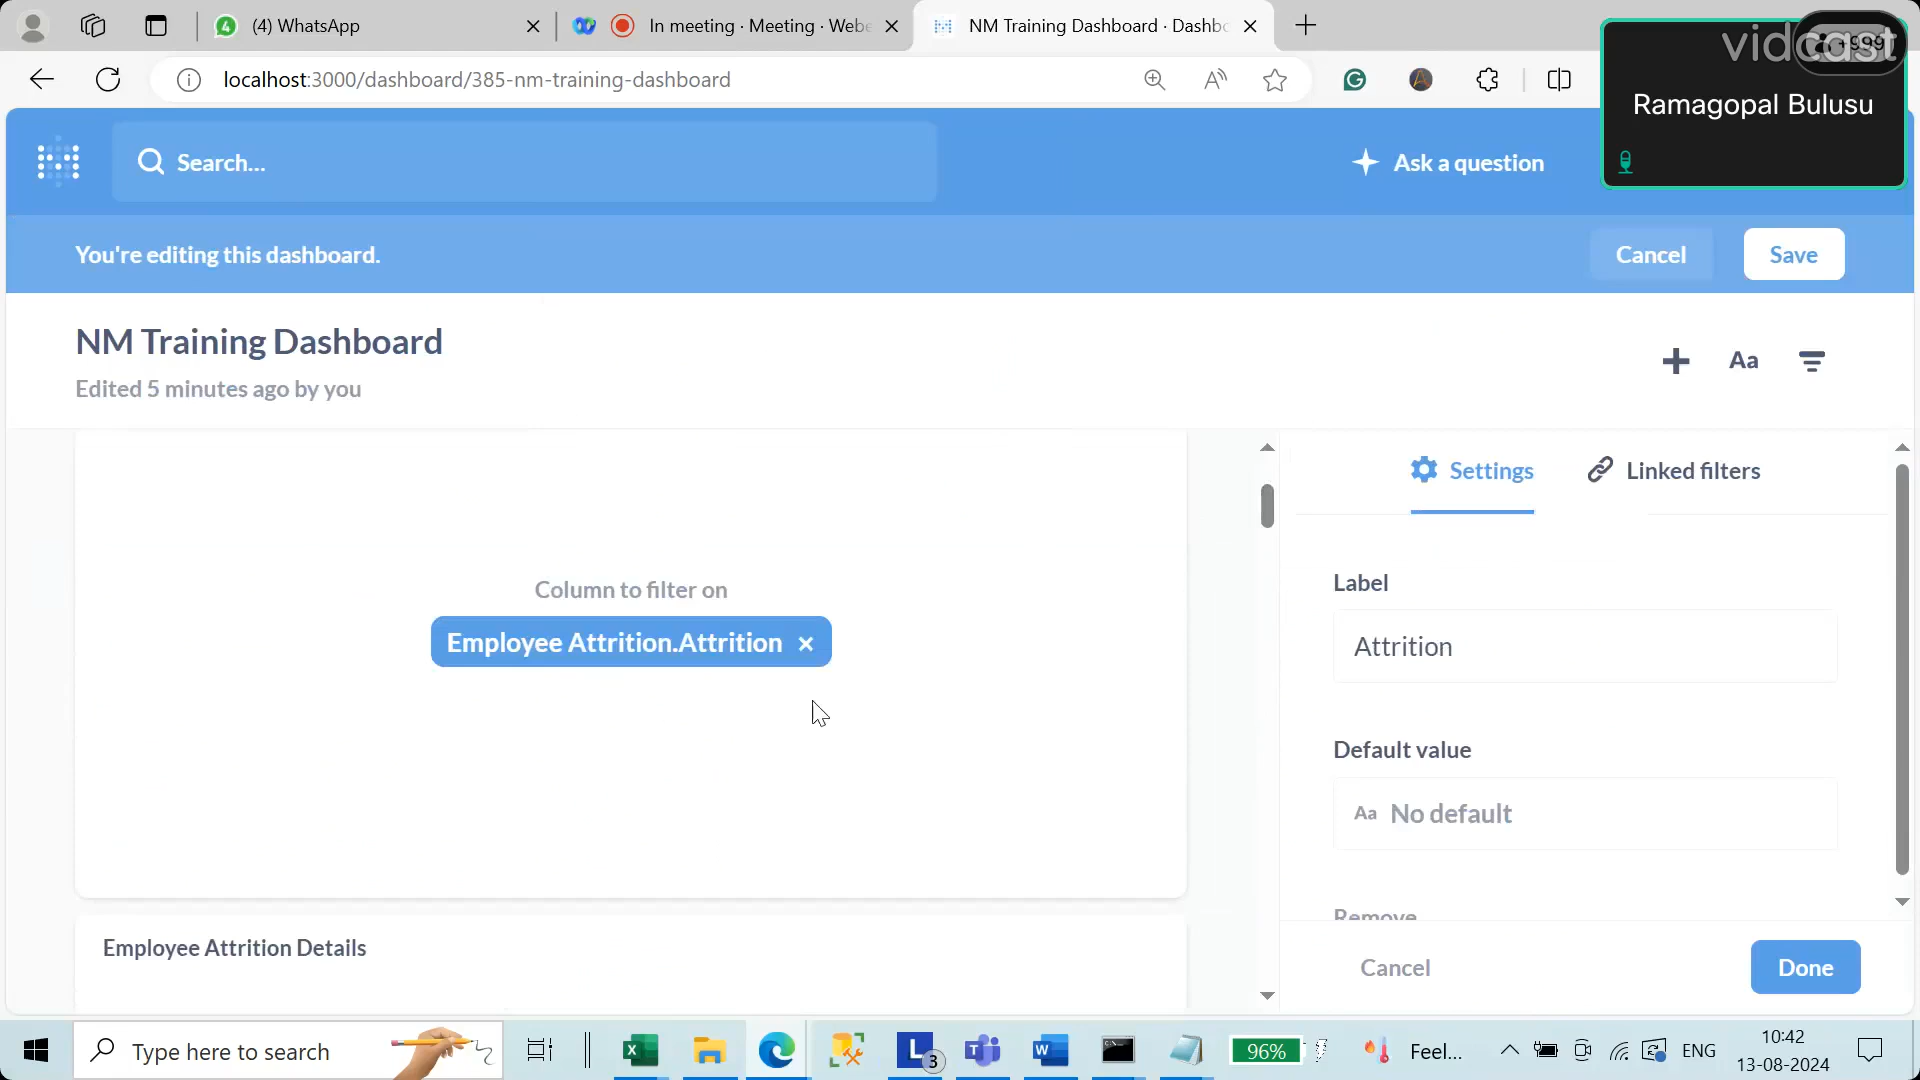 (4) WhatsApp
In meeting · Meeting · Webe
NM Training Dashboard · Dashbo
vidcast
+999
localhost:3000/dashboard/385-nm-training-dashboard
Ramagopal Bulusu
Search...
Ask a question
You're editing this dashboard.
Cancel
Save
NM Training Dashboard
Edited 5 minutes ago by you
Aa
Settings
Linked filters
Column to filter on
Employee Attrition.Attrition
Label
Attrition
Default value
Aa No default
Remove
Employee Attrition Details
Cancel
Done
Type here to search
3
96%
Feel...
ENG
10:42
13-08-2024